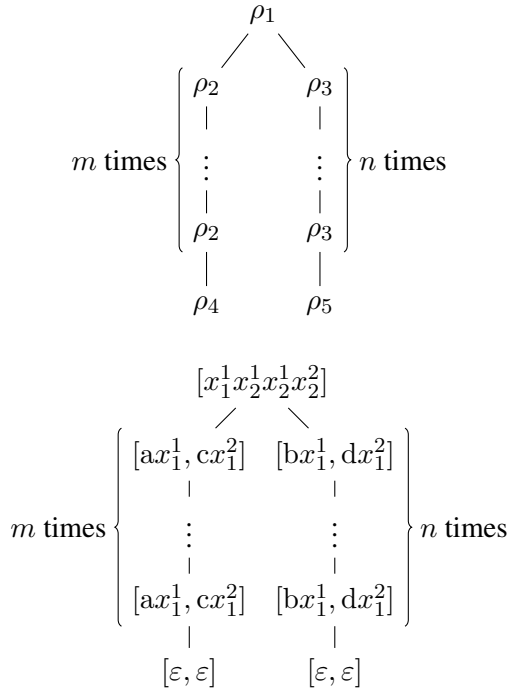 ρ₁
ρ₂ ρ₃
m times ⋮ ⋮ n times
ρ₂ ρ₃
ρ₄ ρ₅
[x_1^1 x_2^1 x_2^1 x_2^2]
[ax_1^1, cx_1^2] [bx_1^1, dx_1^2]
m times ⋮ ⋮ n times
[ax_1^1, cx_1^2] [bx_1^1, dx_1^2]
[ε, ε] [ε, ε]